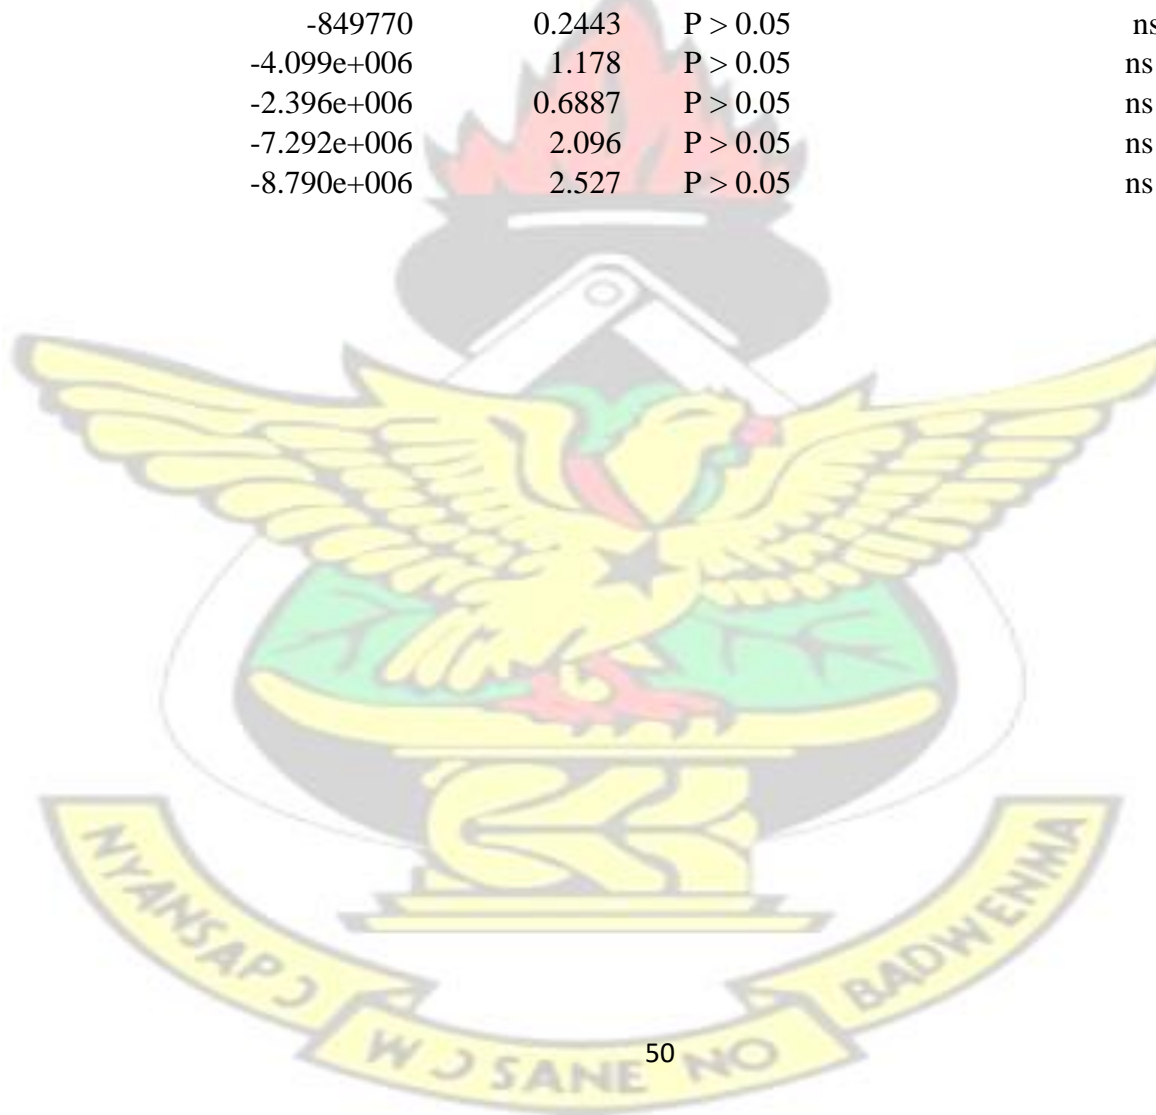 -849770 0.2443 P > 0.05 ns
-4.099e+006 1.178 P > 0.05 ns
-2.396e+006 0.6887 P > 0.05 ns
-7.292e+006 2.096 P > 0.05 ns
-8.790e+006 2.527 P > 0.05 ns
NYANSAPƆ WƆSANE NO BADWENMA
50